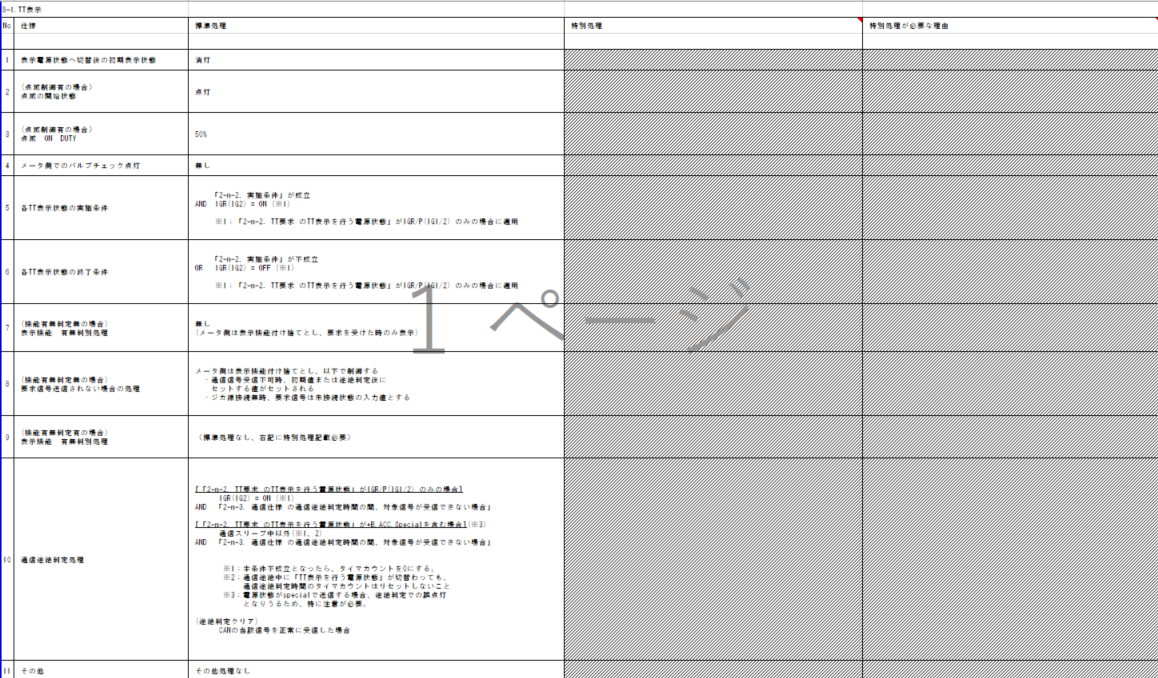 B-1.TT表示
No 仕様 標準処理 特別処理 特別処理が必要な理由
1 表示電源状態へ切替後の初期表示状態 消灯
2 (点滅制御有の場合)
点滅の開始状態 点灯
3 (点滅制御有の場合)
点滅 ON DUTY 50%
4 メータ側でのバルブチェック点灯 無し
5 各TT表示状態の実施条件
「2-n-2. 実施条件」が成立
AND IGR(IG2) = ON (※1)
※1:「2-n-2. TT要求 のTT表示を行う電源状態」がIGR/P(IG1/2) のみの場合に適用
6 各TT表示状態の終了条件
「2-n-2. 実施条件」が不成立
OR IGR(IG2) = OFF (※1)
※1:「2-n-2. TT要求 のTT表示を行う電源状態」がIGR/P(IG1/2) のみの場合に適用
7 (機能有無判定無の場合)
表示機能 有無判別処理
無し
(メータ側は表示機能付け捨てとし、要求を受けた時のみ表示)
8 (機能有無判定無の場合)
要求信号送信されない場合の処理
メータ側は表示機能付け捨てとし、以下で制御する
・通信信号受信不可時、初期値または途絶判定後に
セットする値がセットされる
・ジカ線接続無時、要求信号は未接続状態の入力値とする
9 (機能有無判定有の場合)
表示機能 有無判別処理
(標準処理なし、右記に特別処理記載必要)
10 通信途絶判定処理
[「2-n-2. TT要求 のTT表示を行う電源状態」がIGR/P(IG1/2) のみの場合]
IGR(IG2) = ON (※1)
AND 「2-n-3. 通信仕様 の通信途絶判定時間の間、対象信号が受信できない場合」
[「2-n-2. TT要求 のTT表示を行う電源状態」が+B,ACC,Specialを含む場合](※3)
通信スリープ中以外(※1、2)
AND 「2-n-3. 通信仕様 の通信途絶判定時間の間、対象信号が受信できない場合」
※1:本条件不成立となったら、タイマカウントを0にする。
※2:通信途絶中に「TT表示を行う電源状態」が切替わっても、
通信途絶判定時間のタイマカウントはリセットしないこと
※3:電源状態がspecialで送信する場合、途絶判定での誤点灯
となりうるため、特に注意が必要。
(途絶判定クリア)
CANの当該信号を正常に受信した場合
11 その他 その他処理なし
1 ページ